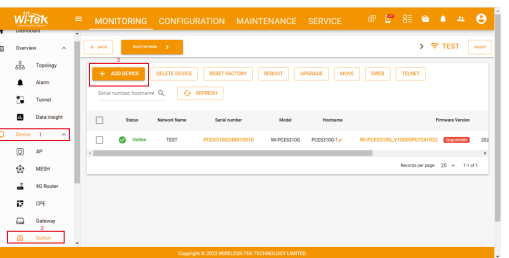 Wi-Tek
MONITORING CONFIGURATION MAINTENANCE SERVICE
Dashboard
Overview
Topology
Alarm
Tunnel
Data insight
Device 1
AP
MESH
4G Router
CPE
Gateway
2
Switch
BACK
TEST
3
+ ADD DEVICE DELETE DEVICE RESET FACTORY REBOOT UPGRADE MOVE EWEB TELNET
Serial number, hostname REFRESH
Status Network Name Serial number Model Hostname Firmware Version
Online TEST WI-PCES310G PCES310G-1 Upgradable 202
Records per page 20 1-1 of 1
Copyright © 2022 WIRELESS-TEK TECHNOLOGY LIMITED